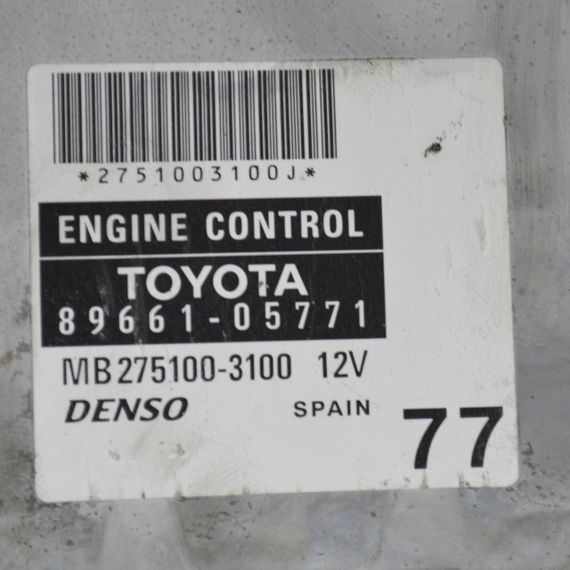 *2751003100J*
ENGINE CONTROL
TOYOTA
89661-05771
MB275100-3100 12V
DENSO SPAIN 77